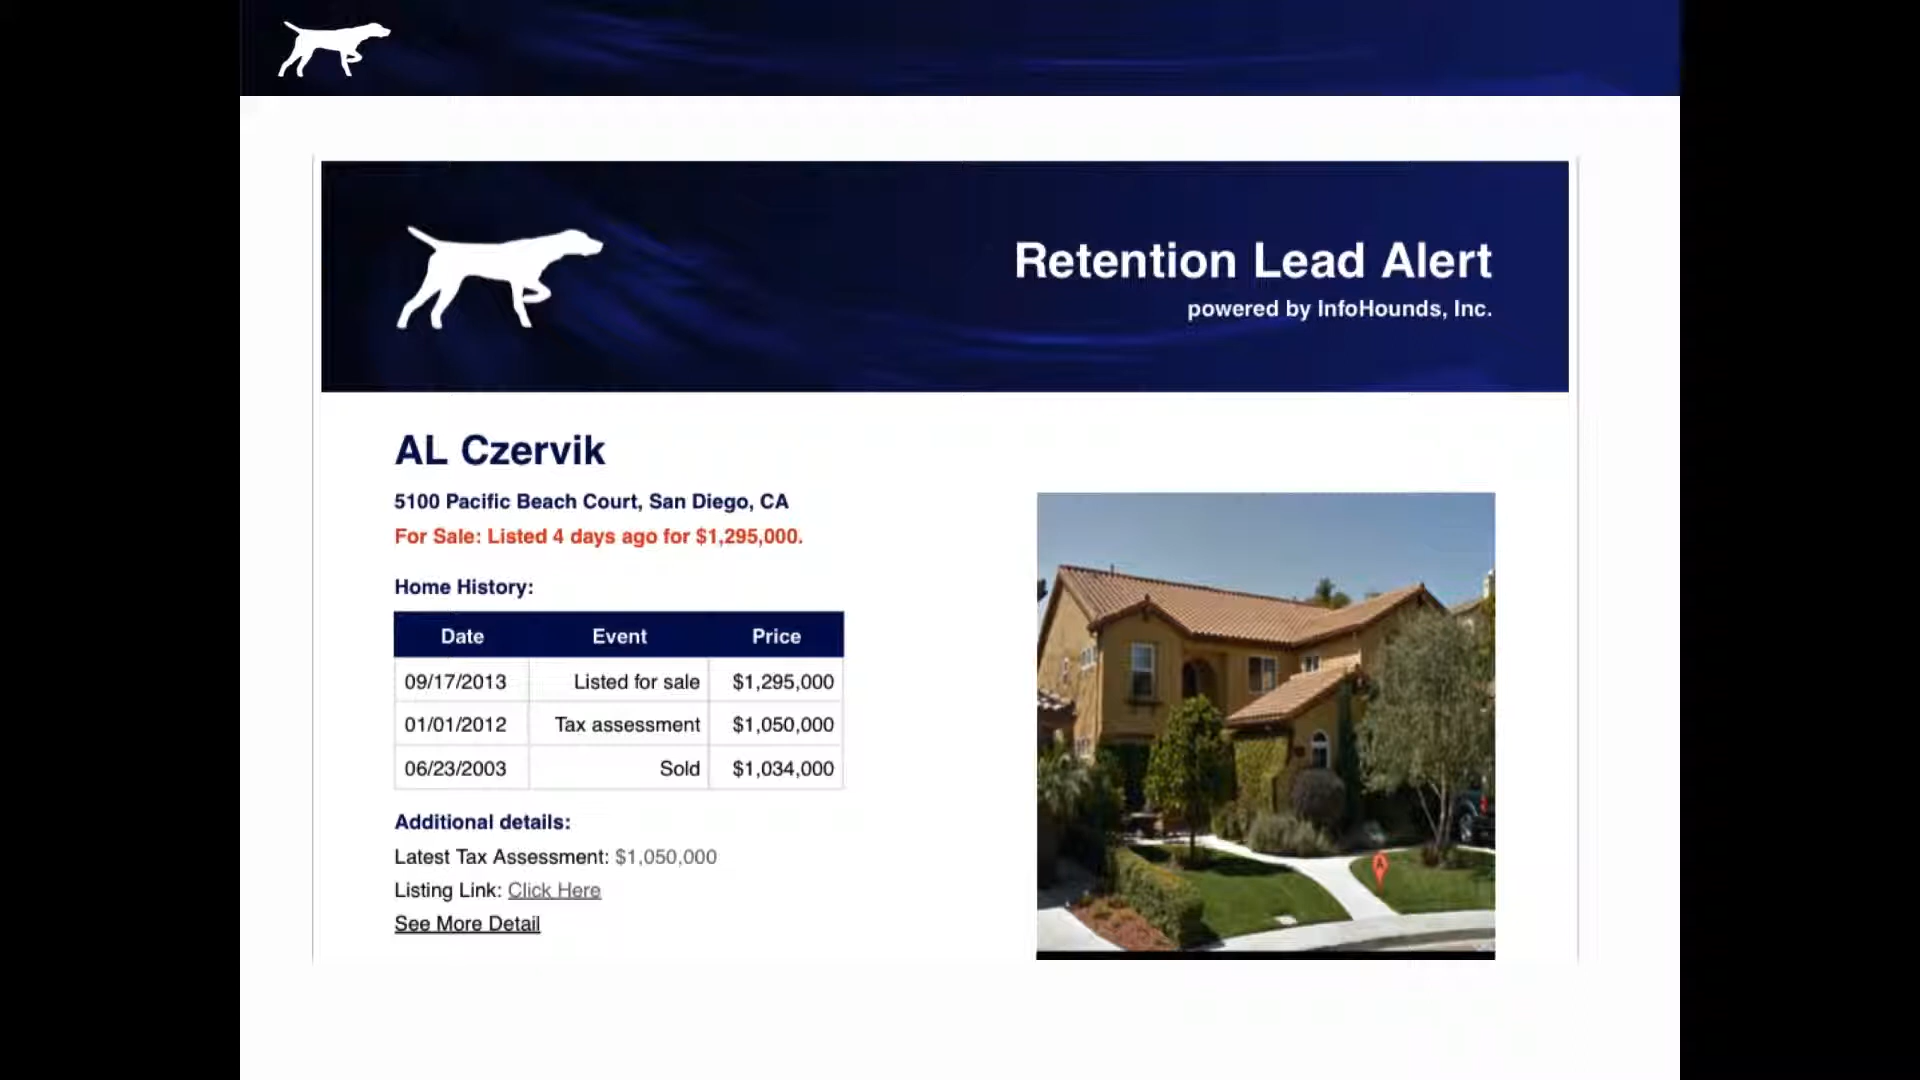 Retention Lead Alert
powered by InfoHounds, Inc.
AL Czervik
5100 Pacific Beach Court, San Diego, CA
For Sale: Listed 4 days ago for $1,295,000.
Home History:
Date Event Price
09/17/2013 Listed for sale $1,295,000
01/01/2012 Tax assessment $1,050,000
06/23/2003 Sold $1,034,000
Additional details:
Latest Tax Assessment: $1,050,000
Listing Link: Click Here
See More Detail
A